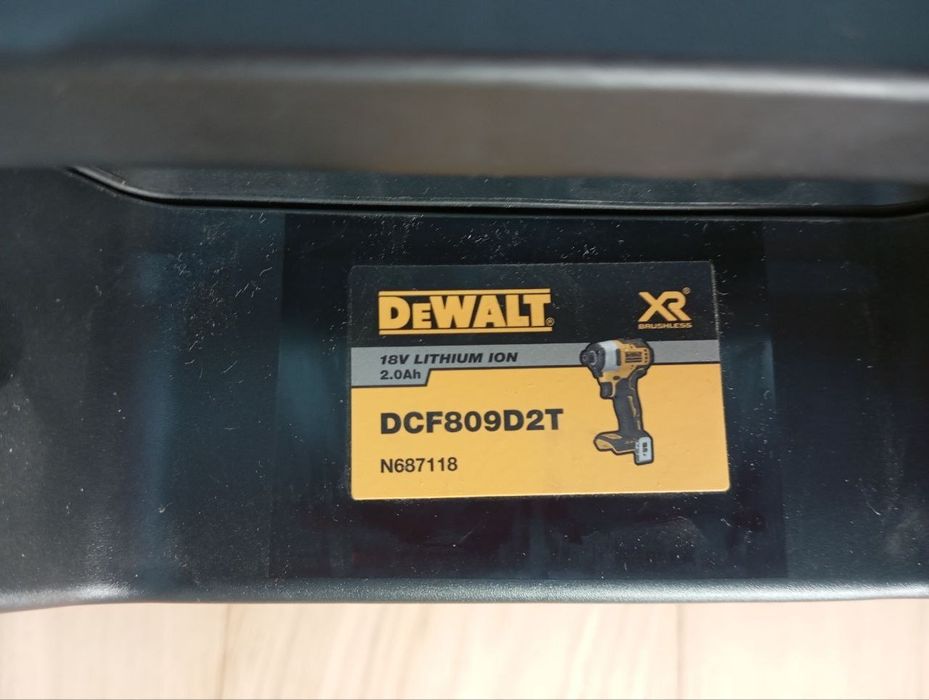 DEWALT®
XR®
BRUSHLESS
18V LITHIUM ION
2.0Ah
DCF809D2T
N687118